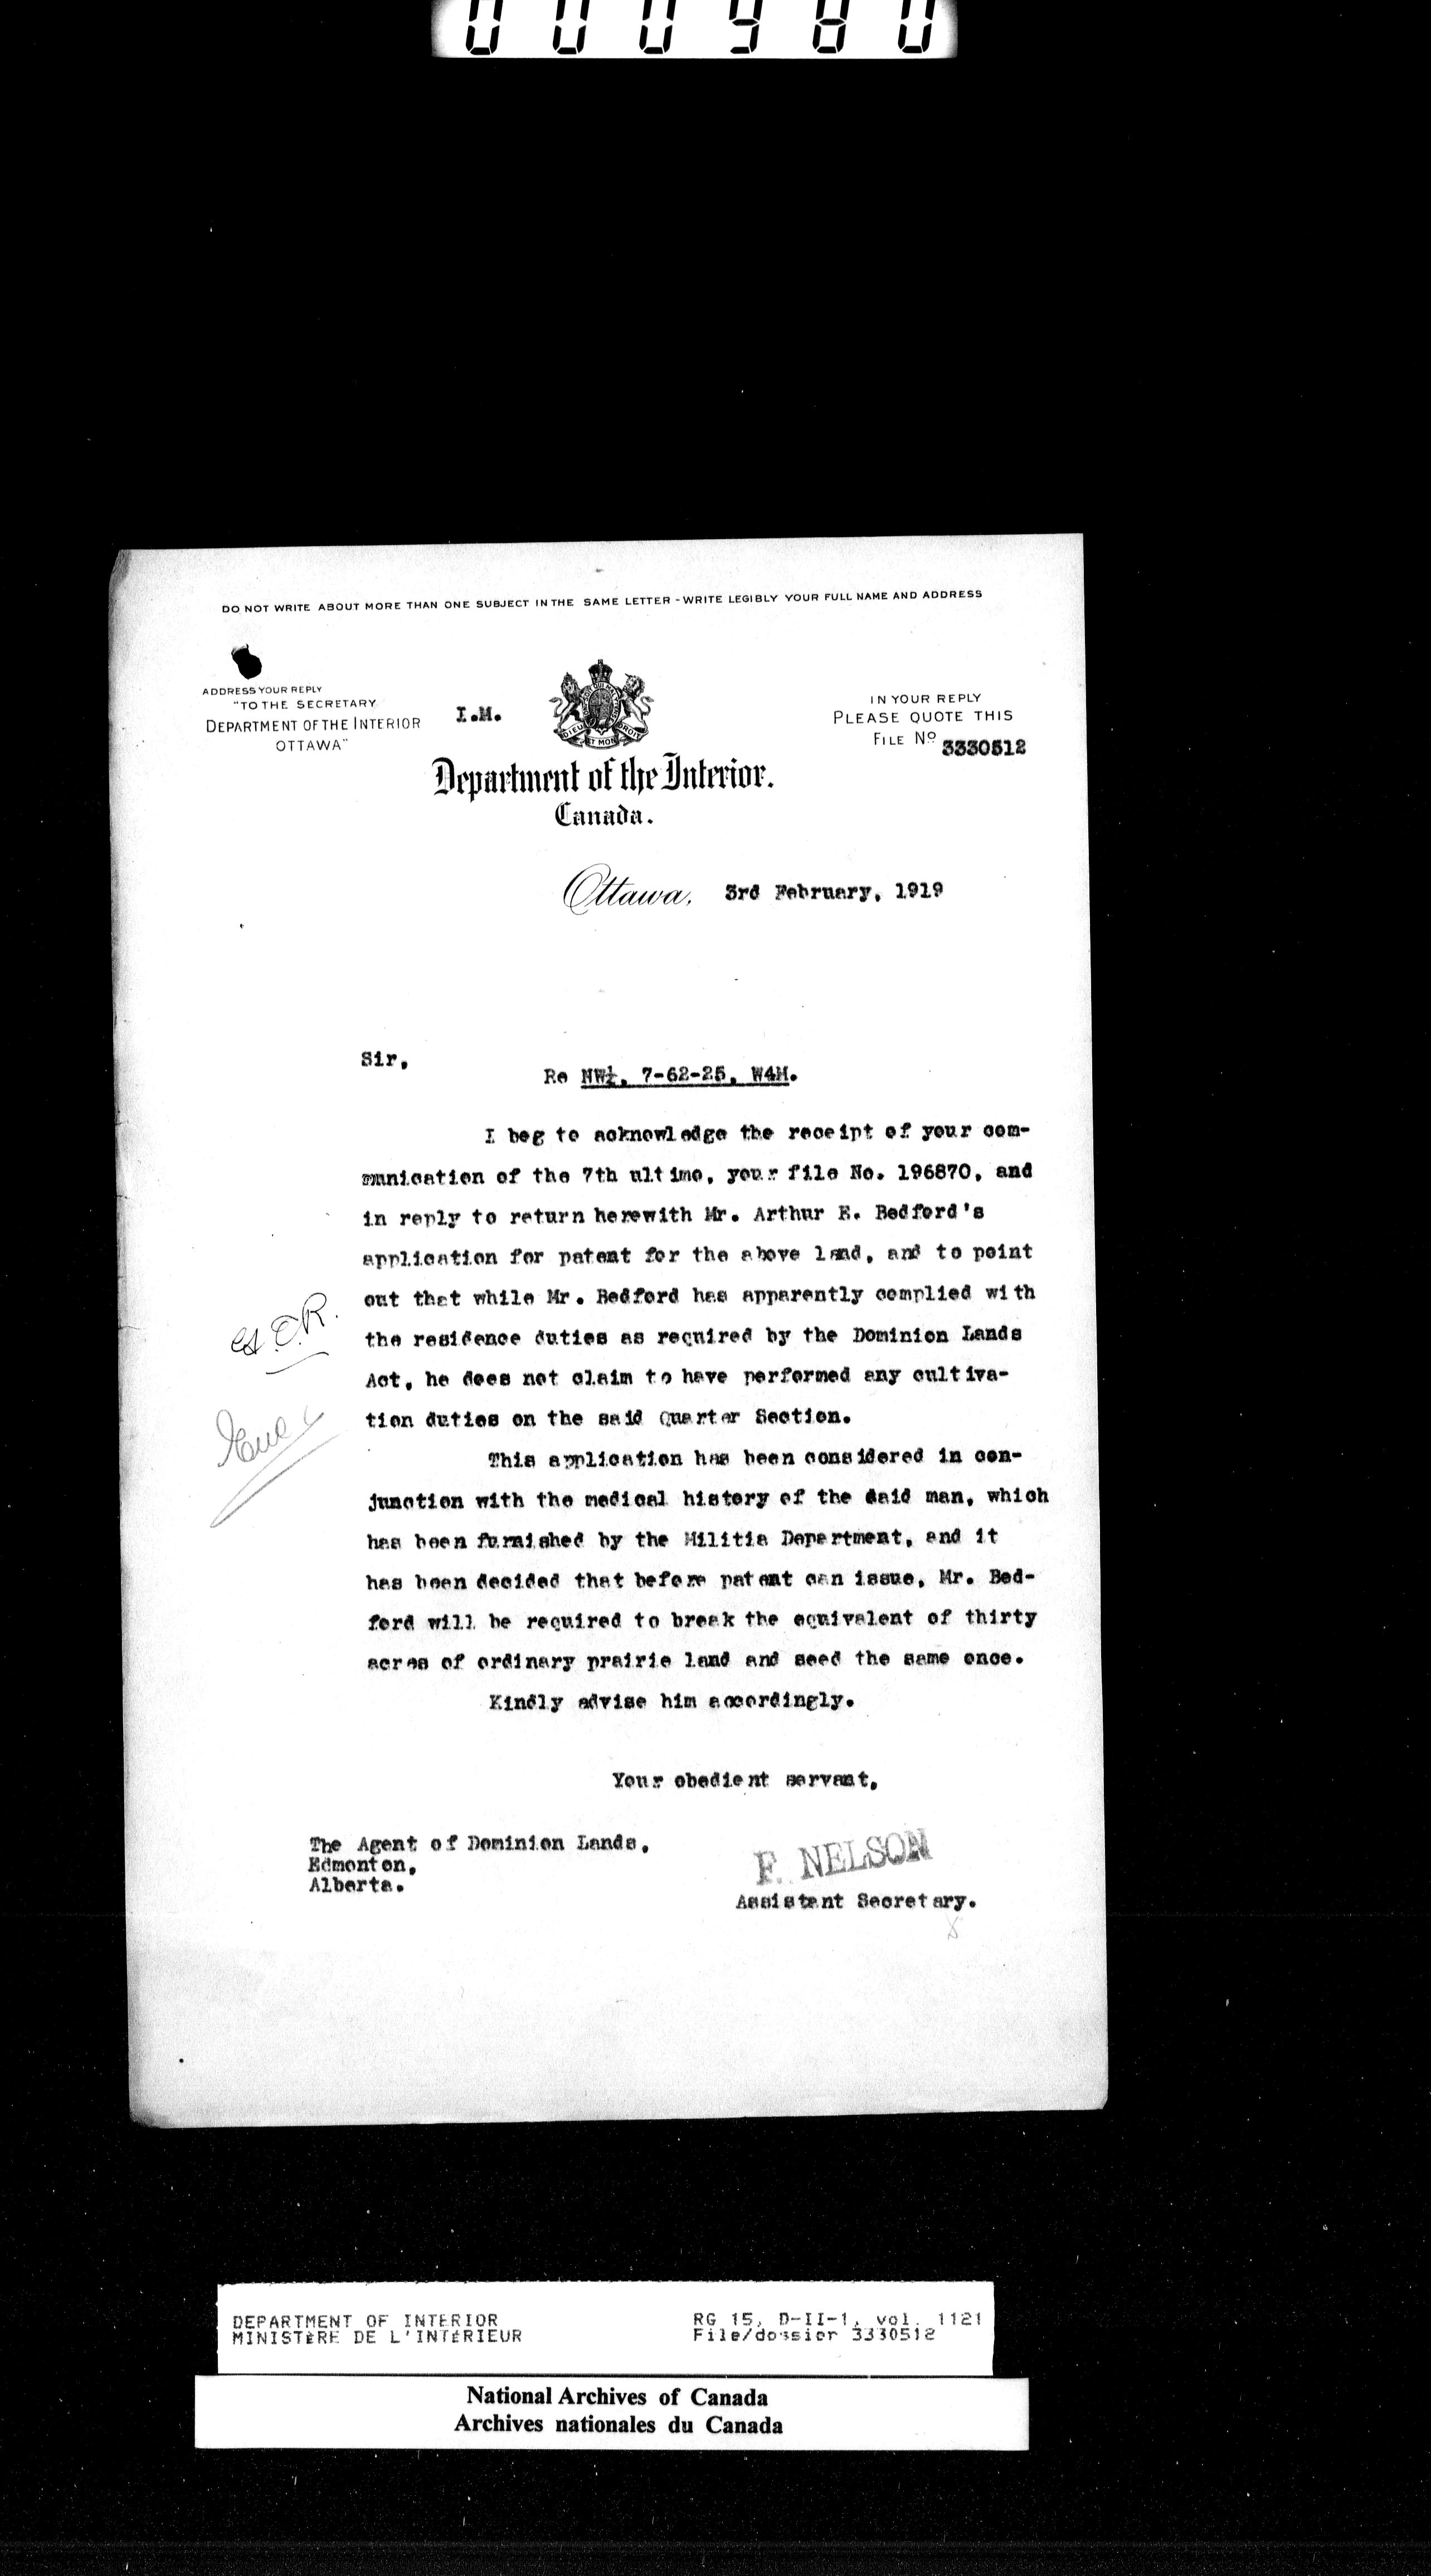 000980
DO NOT WRITE ABOUT MORE THAN ONE SUBJECT IN THE SAME LETTER - WRITE LEGIBLY YOUR FULL NAME AND ADDRESS
ADDRESS YOUR REPLY
"TO THE SECRETARY
DEPARTMENT OF THE INTERIOR
OTTAWA"
I.M.
IN YOUR REPLY
PLEASE QUOTE THIS
FILE No 3330512
Department of the Interior.
Canada.
Ottawa, 3rd February, 1919
Sir,
Re NW¼, 7-62-25, W4M.
I beg to acknowledge the receipt of your com-
munication of the 7th ultimo, your file No. 196870, and
in reply to return herewith Mr. Arthur E. Bedford's
application for patent for the above land, and to point
out that while Mr. Bedford has apparently complied with
the residence duties as required by the Dominion Lands
Act, he does not claim to have performed any cultiva-
tion duties on the said Quarter Section.
This application has been considered in con-
junction with the medical history of the daid man, which
has been furnished by the Militia Department, and it
has been decided that before patent can issue, Mr. Bed-
ford will be required to break the equivalent of thirty
acres of ordinary prairie land and seed the same once.
Kindly advise him accordingly.
Your obedient servant,
The Agent of Dominion Lands,
Edmonton,
Alberta.
F. NELSON
Assistant Secretary.
DEPARTMENT OF INTERIOR
MINISTÈRE DE L'INTÉRIEUR
RG 15, D-II-1, vol. 1121
File/dossier 3330512
National Archives of Canada
Archives nationales du Canada